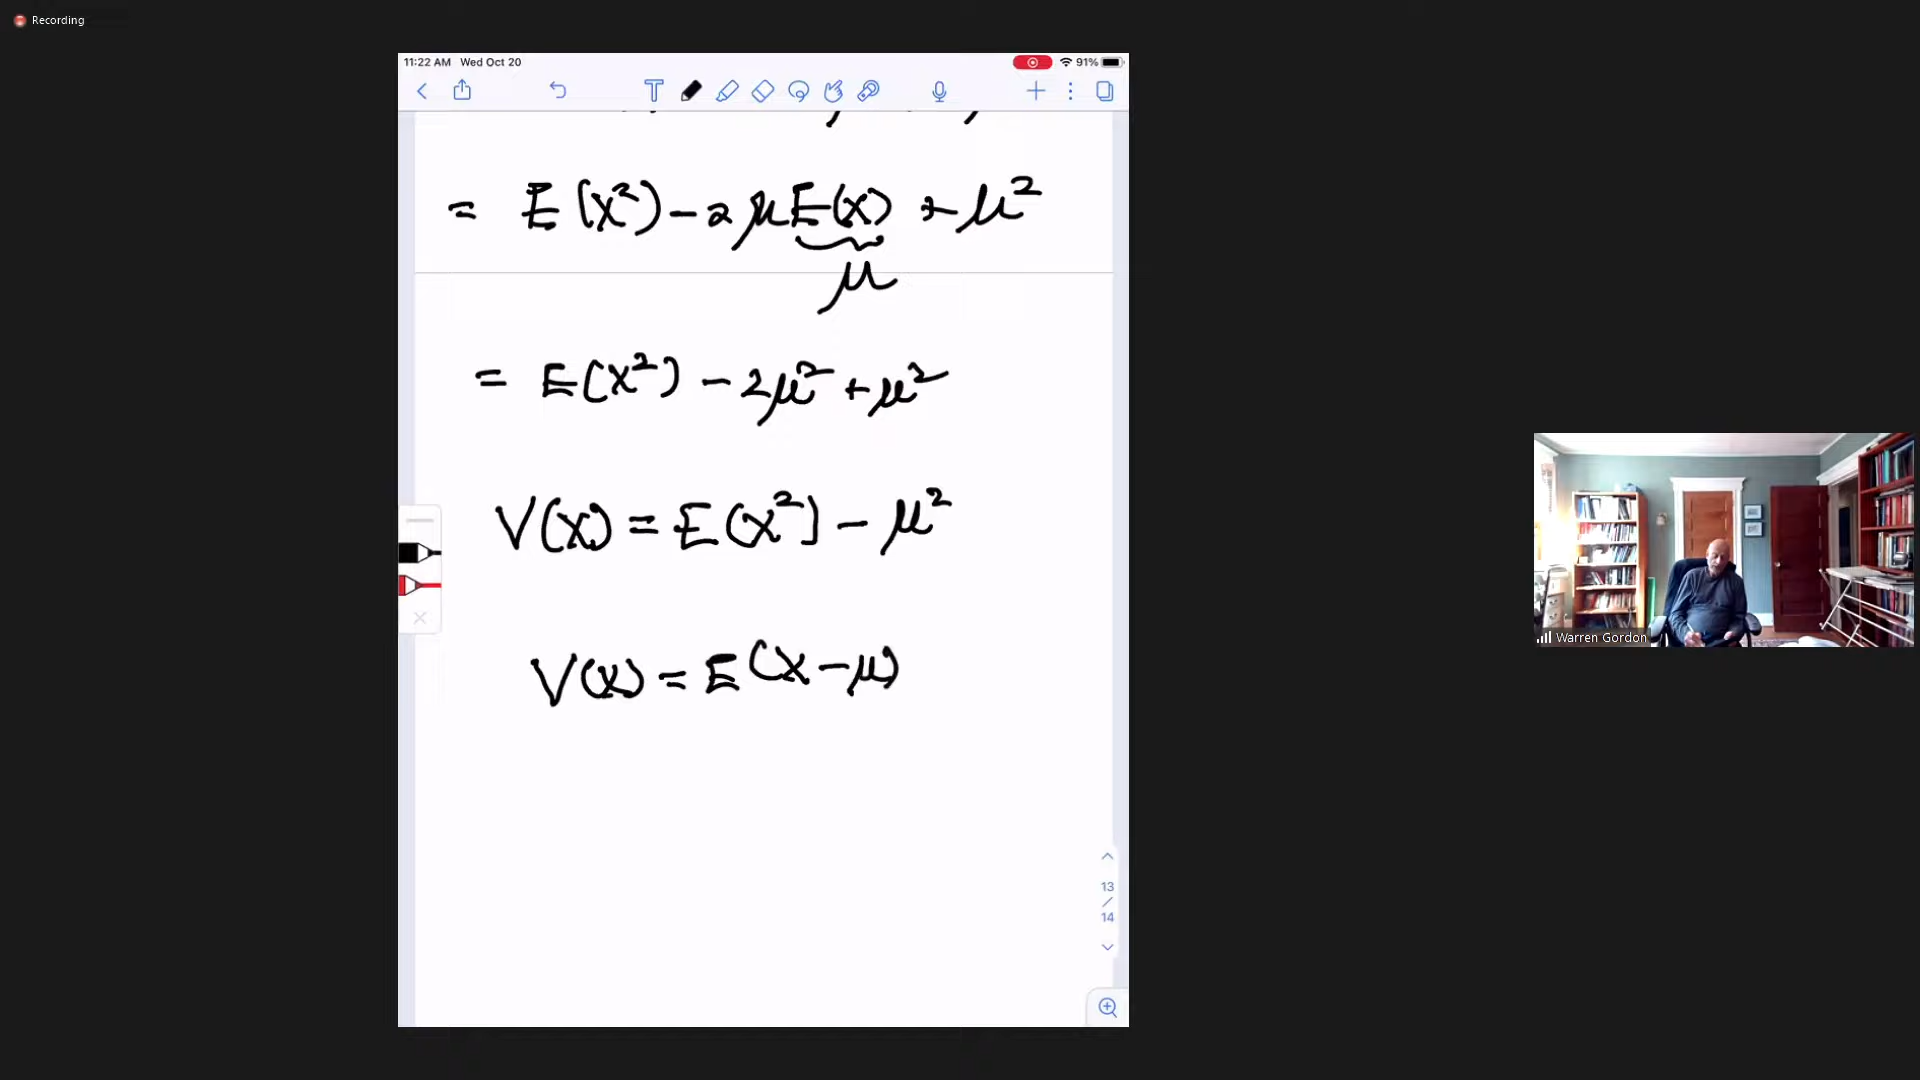 Recording
11:22 AM Wed Oct 20
91%
= E(X²) - 2μE(X) + μ²
μ
= E(X²) - 2μ² + μ²
V(X) = E(X²] - μ²
V(X) = E(X - μ)
13
/
14
Warren Gordon